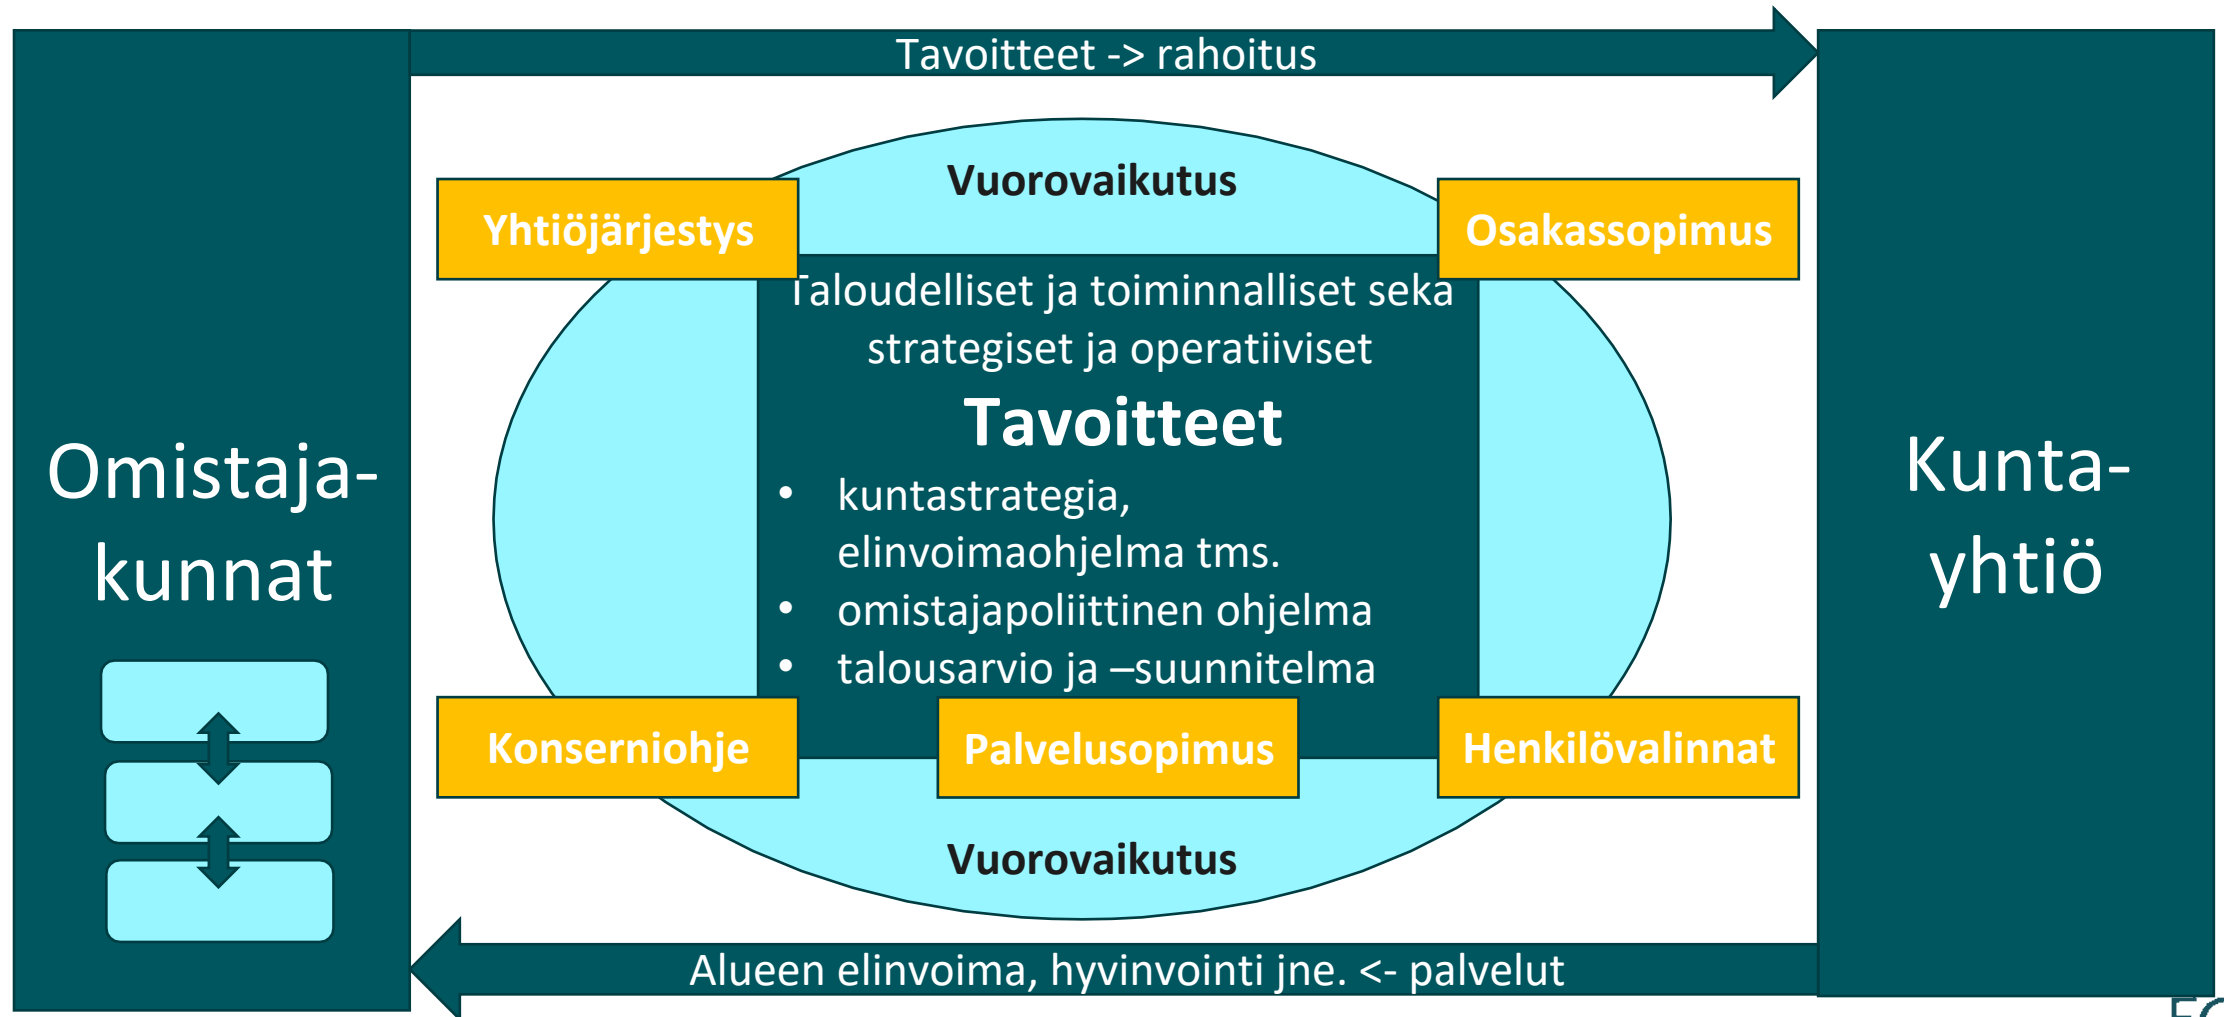 Tavoitteet -> rahoitus
Vuorovaikutus
Yhtiöjärjestys
Osakassopimus
Taloudelliset ja toiminnalliset sekä
strategiset ja operatiiviset
Tavoitteet
• kuntastrategia,
elinvoimaohjelma tms.
• omistajapoliittinen ohjelma
• talousarvio ja –suunnitelma
Omistaja-
kunnat
Kunta-
yhtiö
Konserniohje
Palvelusopimus
Henkilövalinnat
Vuorovaikutus
Alueen elinvoima, hyvinvointi jne. <- palvelut